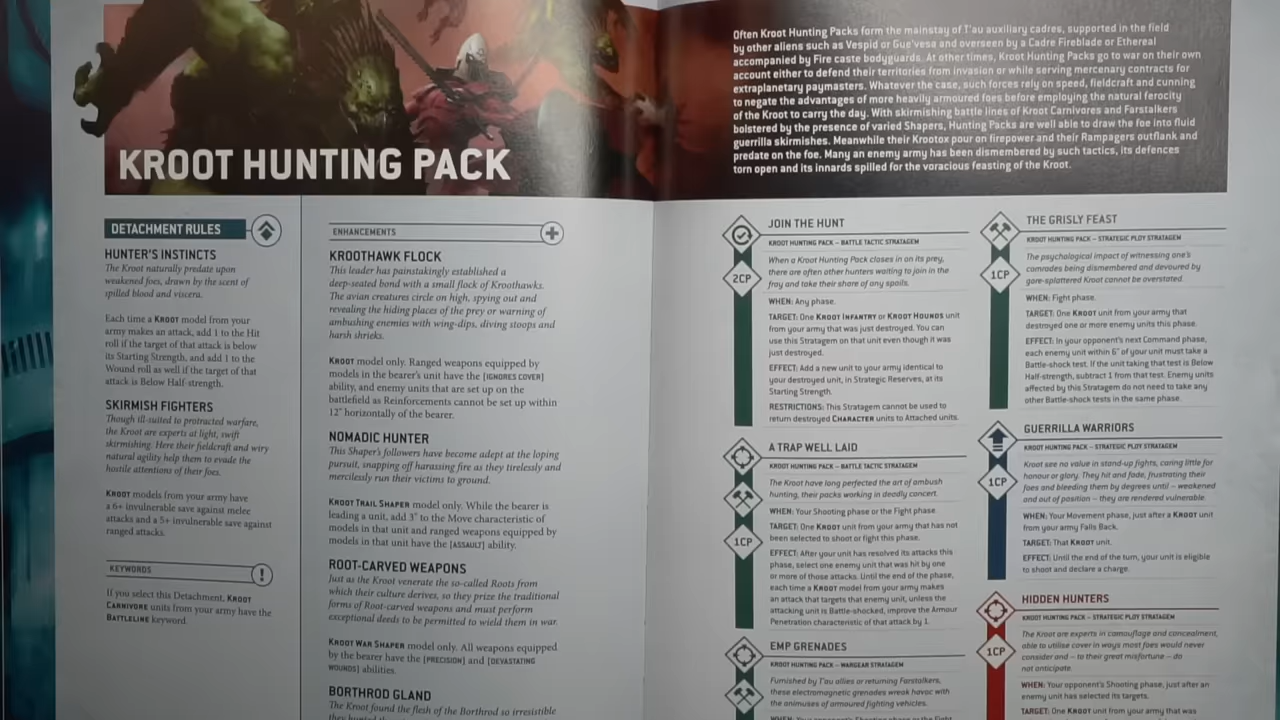 Often Kroot Hunting Packs form the mainstay of T'au auxiliary cadres, supported in the field
by other aliens such as Vespid or Gue'vesa and overseen by a Cadre Fireblade or Ethereal
accompanied by Fire caste bodyguards. At other times, Kroot Hunting Packs go to war on their own
account either to defend their territories from invasion or while serving mercenary contracts for
extraplanetary paymasters. Whatever the case, such forces rely on speed, fieldcraft and cunning
to negate the advantages of more heavily armoured foes before employing the natural ferocity
of the Kroot to carry the day. With skirmishing battle lines of Kroot Carnivores and Farstalkers
bolstered by the presence of varied Shapers, Hunting Packs are well able to draw the foe into fluid
guerrilla skirmishes. Meanwhile their Krootox pour on firepower and their Rampagers outflank and
predate on the foe. Many an enemy army has been dismembered by such tactics, its defences
torn open and its innards spilled for the voracious feasting of the Kroot.
KROOT HUNTING PACK
DETACHMENT RULES
HUNTER'S INSTINCTS
The Kroot naturally predate upon
weakened foes, drawn by the scent of
spilled blood and viscera.
Each time a KROOT model from your
army makes an attack, add 1 to the Hit
roll if the target of that attack is below
its Starting Strength, and add 1 to the
Wound roll as well if the target of that
attack is Below Half-strength.
SKIRMISH FIGHTERS
Though ill-suited to protracted warfare,
the Kroot are experts at light, swift
skirmishing. Here their fieldcraft and wiry
natural agility help them to evade the
hostile attentions of their foes.
KROOT models from your army have
a 6+ invulnerable save against melee
attacks and a 5+ invulnerable save against
ranged attacks.
KEYWORDS
If you select this Detachment, KROOT
CARNIVORE units from your army have the
BATTLELINE keyword.
ENHANCEMENTS
KROOTHAWK FLOCK
This leader has painstakingly established a
deep-seated bond with a small flock of Kroothawks.
The avian creatures circle on high, spying out and
revealing the hiding places of the prey or warning of
ambushing enemies with wing-dips, diving stoops and
harsh shrieks.
KROOT model only. Ranged weapons equipped by
models in the bearer's unit have the [IGNORES COVER]
ability, and enemy units that are set up on the
battlefield as Reinforcements cannot be set up within
12" horizontally of the bearer.
NOMADIC HUNTER
This Shaper's followers have become adept at the loping
pursuit, snapping off harassing fire as they tirelessly and
mercilessly run their victims to ground.
KROOT TRAIL SHAPER model only. While the bearer is
leading a unit, add 3" to the Move characteristic of
models in that unit and ranged weapons equipped by
models in that unit have the [ASSAULT] ability.
ROOT-CARVED WEAPONS
Just as the Kroot venerate the so-called Roots from
which their culture derives, so they prize the traditional
forms of Root-carved weapons and must perform
exceptional deeds to be permitted to wield them in war.
KROOT WAR SHAPER model only. All weapons equipped
by the bearer have the [PRECISION] and [DEVASTATING
WOUNDS] abilities.
BORTHROD GLAND
The Kroot found the flesh of the Borthrod so irresistible
they hunted
JOIN THE HUNT
KROOT HUNTING PACK – BATTLE TACTIC STRATAGEM
2CP
When a Kroot Hunting Pack closes in on its prey,
there are often other hunters waiting to join in the
fray and take their share of any spoils.
WHEN: Any phase.
TARGET: One KROOT INFANTRY or KROOT HOUNDS unit
from your army that was just destroyed. You can
use this Stratagem on that unit even though it was
just destroyed.
EFFECT: Add a new unit to your army identical to
your destroyed unit, in Strategic Reserves, at its
Starting Strength.
RESTRICTIONS: This Stratagem cannot be used to
return destroyed CHARACTER units to Attached units.
A TRAP WELL LAID
KROOT HUNTING PACK – BATTLE TACTIC STRATAGEM
The Kroot have long perfected the art of ambush
hunting, their packs working in deadly concert.
WHEN: Your Shooting phase or the Fight phase.
1CP
TARGET: One KROOT unit from your army that has not
been selected to shoot or fight this phase.
EFFECT: After your unit has resolved its attacks this
phase, select one enemy unit that was hit by one
or more of those attacks. Until the end of the phase,
each time a KROOT model from your army makes
an attack that targets that enemy unit, unless the
attacking unit is Battle-shocked, improve the Armour
Penetration characteristic of that attack by 1.
EMP GRENADES
KROOT HUNTING PACK – WARGEAR STRATAGEM
Furnished by T'au allies or returning Farstalkers,
these electromagnetic grenades wreak havoc with
the animuses of armoured fighting vehicles.
WHEN: Your opponent's Shooting phase or the Fight
THE GRISLY FEAST
KROOT HUNTING PACK – STRATEGIC PLOY STRATAGEM
1CP
The psychological impact of witnessing one's
comrades being dismembered and devoured by
gore-splattered Kroot cannot be overstated.
WHEN: Fight phase.
TARGET: One KROOT unit from your army that
destroyed one or more enemy units this phase.
EFFECT: In your opponent's next Command phase,
each enemy unit within 6" of your unit must take a
Battle-shock test. If the unit taking that test is Below
Half-strength, subtract 1 from that test. Enemy units
affected by this Stratagem do not need to take any
other Battle-shock tests in the same phase.
GUERRILLA WARRIORS
KROOT HUNTING PACK – STRATEGIC PLOY STRATAGEM
1CP
Kroot see no value in stand-up fights, caring little for
honour or glory. They hit and fade, frustrating their
foes and bleeding them by degrees until – weakened
and out of position – they are rendered vulnerable.
WHEN: Your Movement phase, just after a KROOT unit
from your army Falls Back.
TARGET: That KROOT unit.
EFFECT: Until the end of the turn, your unit is eligible
to shoot and declare a charge.
HIDDEN HUNTERS
KROOT HUNTING PACK – STRATEGIC PLOY STRATAGEM
1CP
The Kroot are experts in camouflage and concealment,
able to utilise cover in ways most foes would never
consider and – to their great misfortune – do
not anticipate.
WHEN: Your opponent's Shooting phase, just after an
enemy unit has selected its targets.
TARGET: One KROOT unit from your army that was